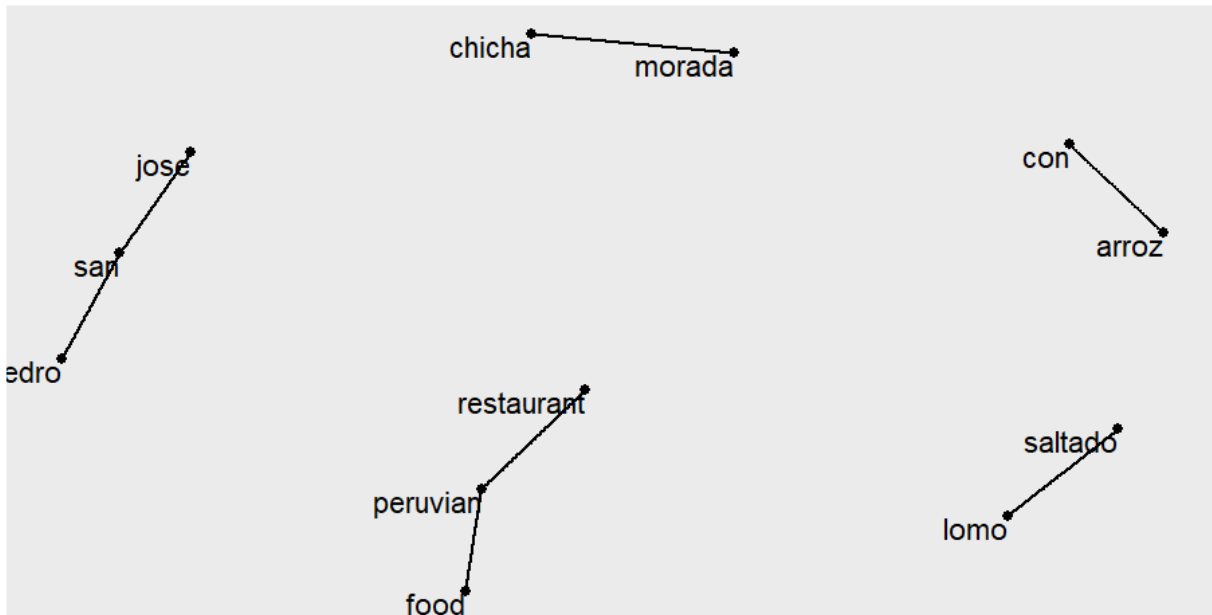 chicha
morada
jose
con
arroz
san
edro
restaurant
saltado
peruvian
lomo
food